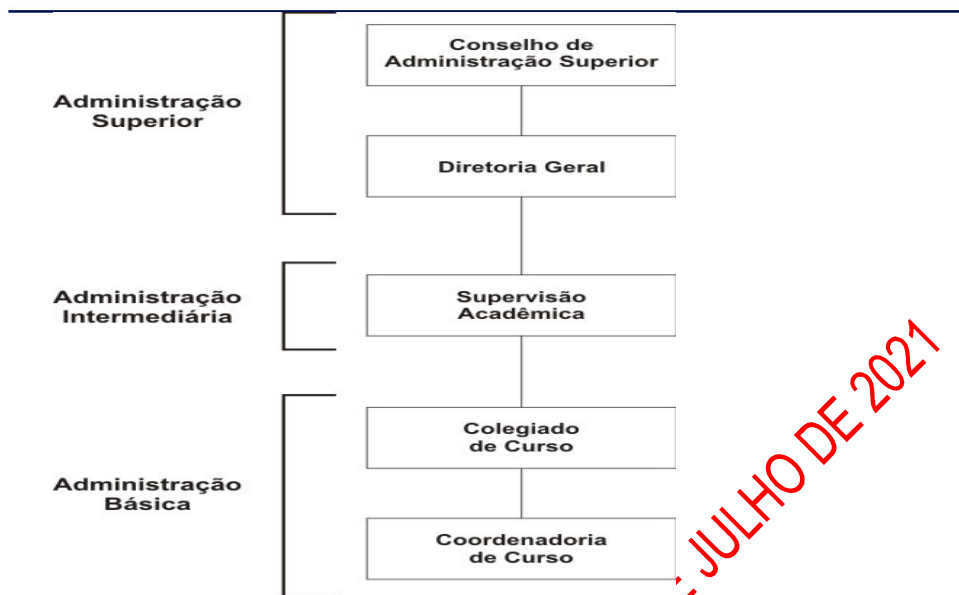 Conselho de
Administração Superior
Administração
Superior
Diretoria Geral
Administração
Intermediária
Supervisão
Acadêmica
Colegiado
de Curso
Administração
Básica
Coordenadoria
de Curso
JULHO DE 2021